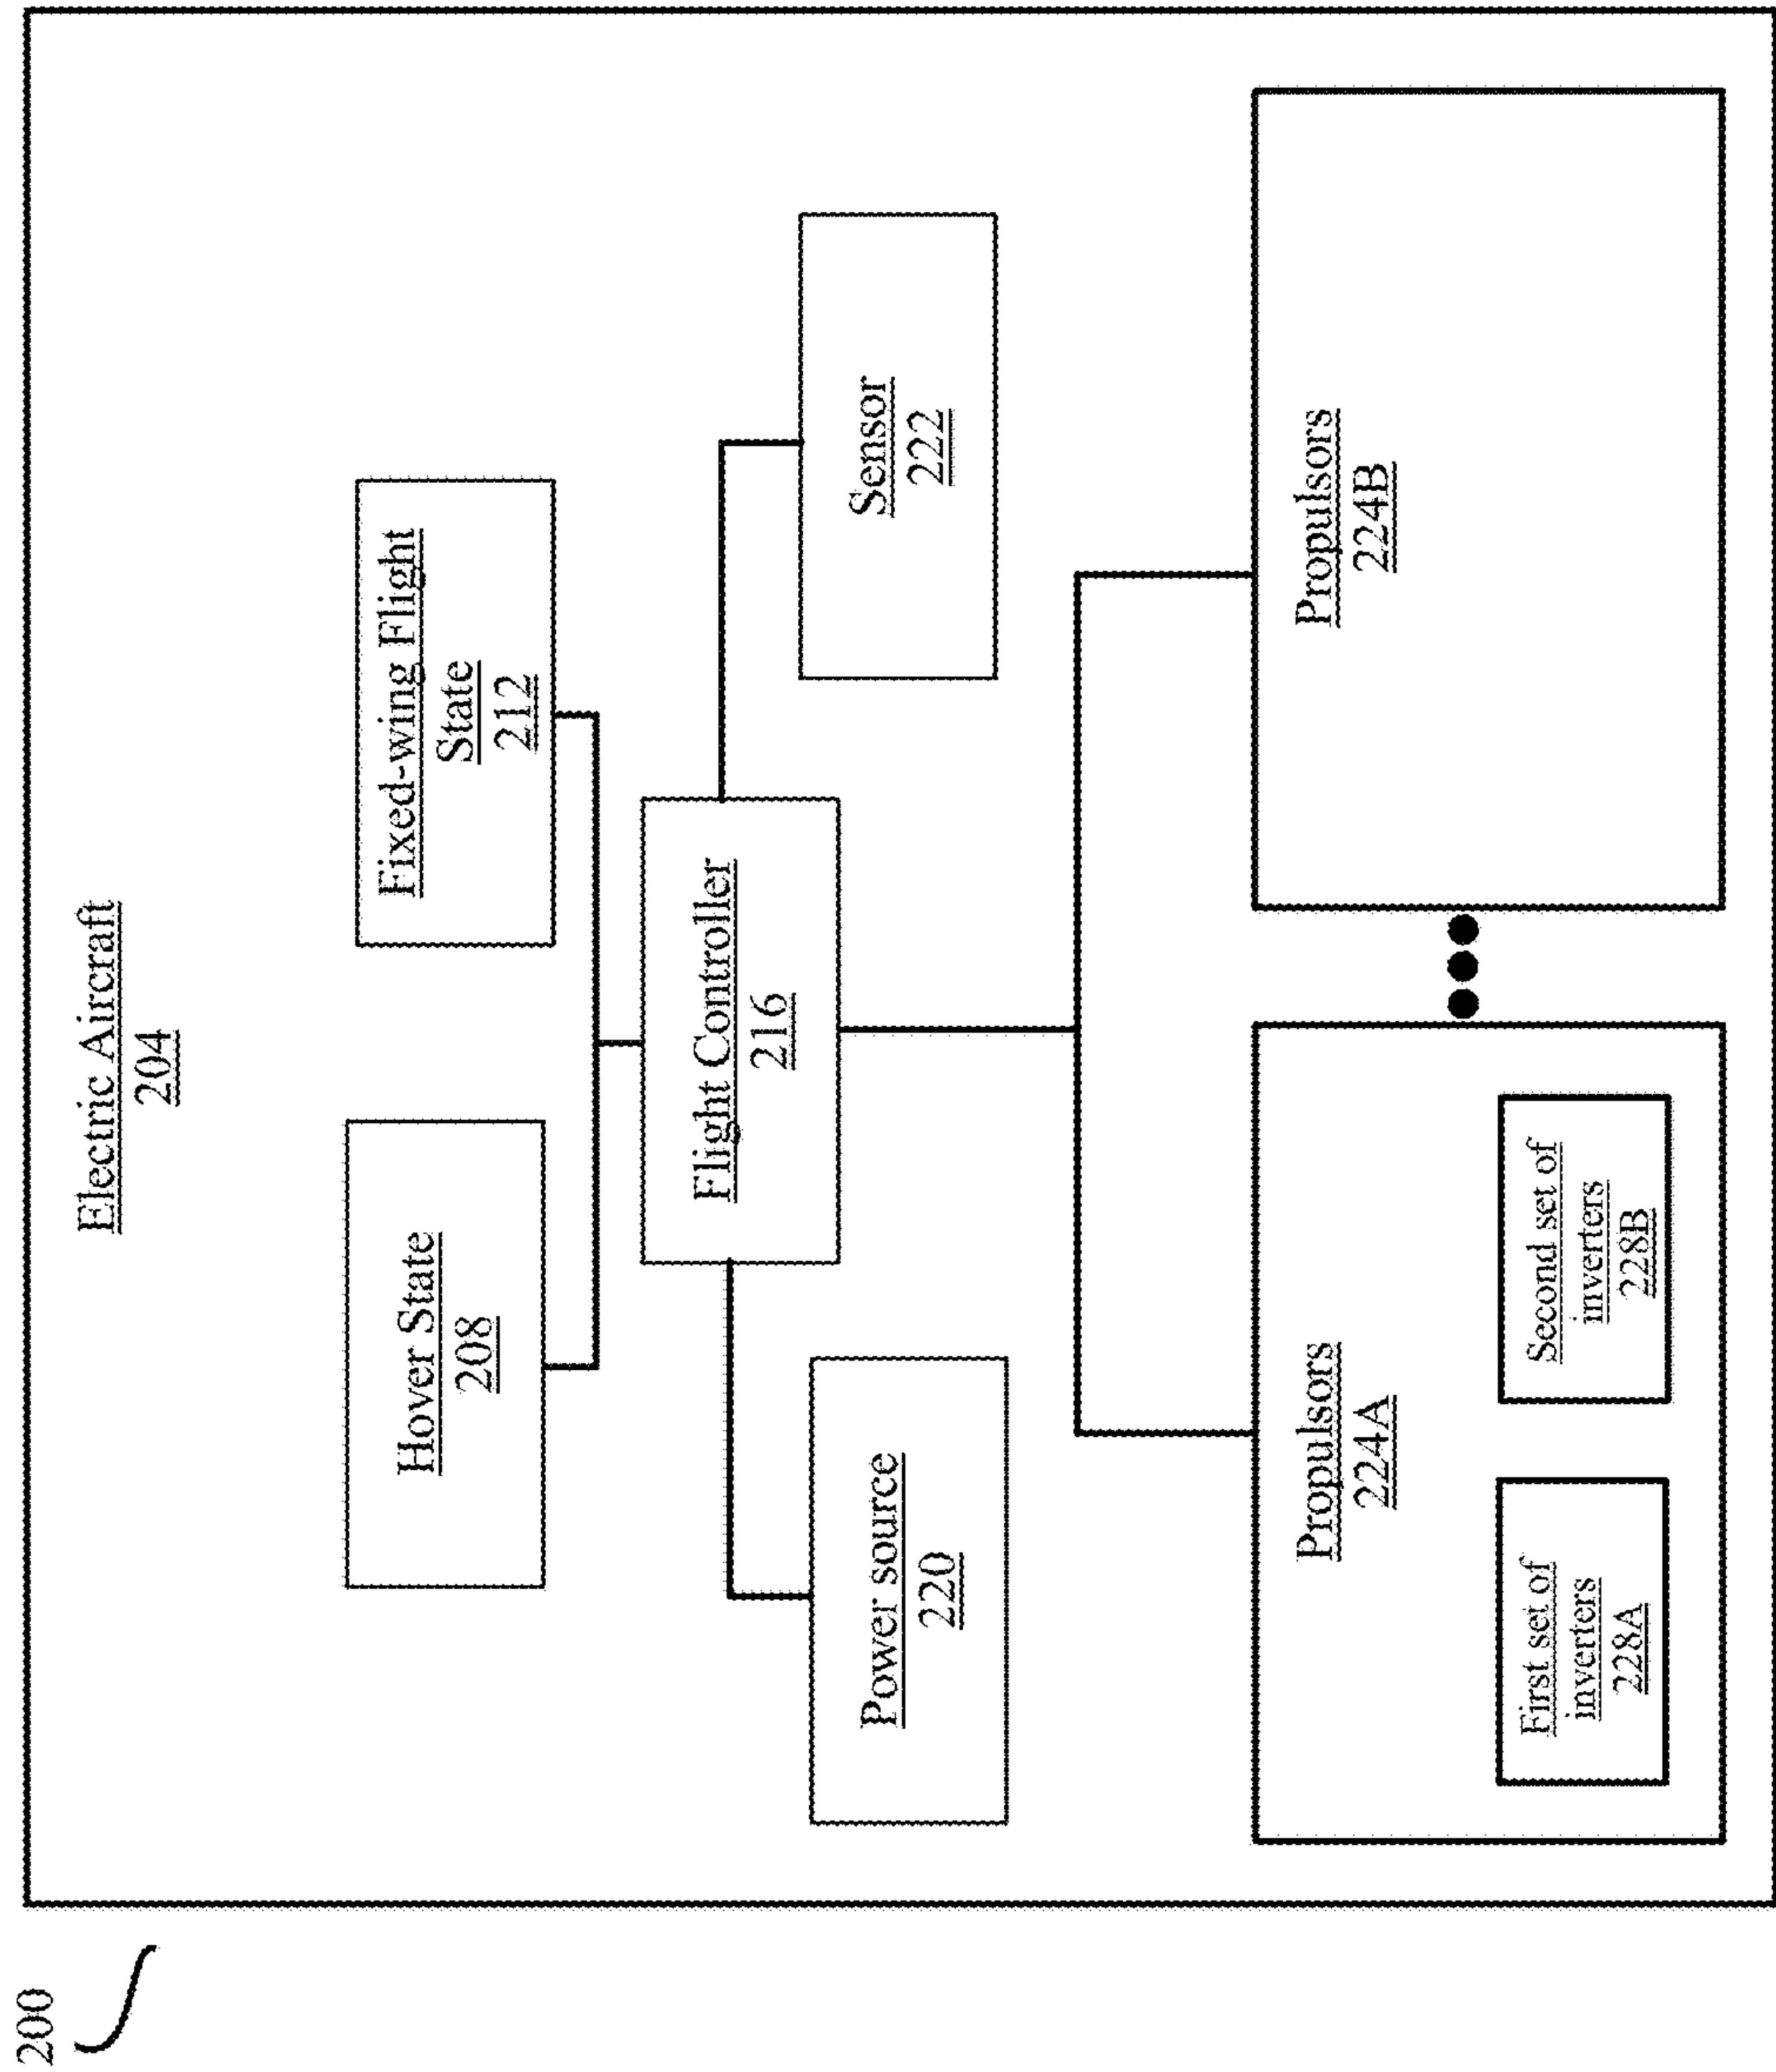 200
Electric Aircraft
204
Hover State
208
Fixed-wing Flight
State
212
Flight Controller
216
Power source
220
Sensor
222
Propulsors
224A
First set of
inverters
228A
Second set of
inverters
228B
Propulsors
224B